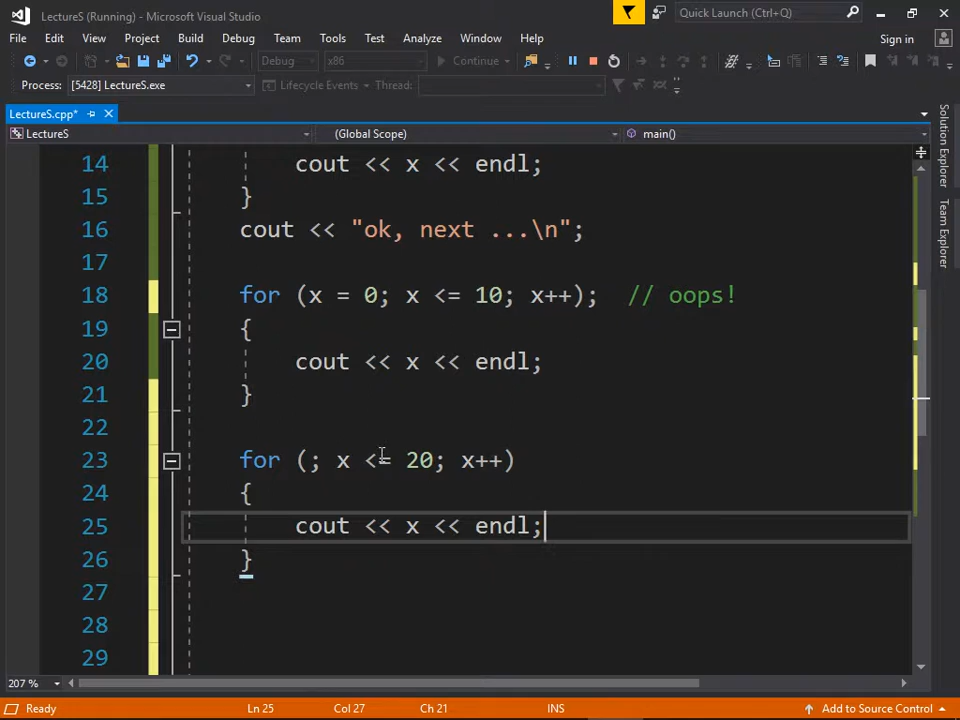 LectureS (Running) - Microsoft Visual Studio
Quick Launch (Ctrl+Q)
File Edit View Project Build Debug Team Tools Test Analyze Window Help
Sign in
Debug x86 Continue
Process: [5428] LectureS.exe Lifecycle Events Thread:
LectureS.cpp*
LectureS (Global Scope) main()
14 cout << x << endl;
15 }
16 cout << "ok, next ...\n";
17
18 for (x = 0; x <= 10; x++); // oops!
19 {
20 cout << x << endl;
21 }
22
23 for (; x <= 20; x++)
24 {
25 cout << x << endl;
26 }
27
28
29
Solution Explorer
Team Explorer
207 %
Ready Ln 25 Col 27 Ch 21 INS Add to Source Control